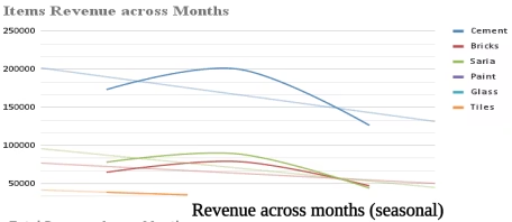 Items Revenue across Months
250000
200000
150000
100000
50000
Cement
Bricks
Saria
Paint
Glass
Tiles
Revenue across months (seasonal)